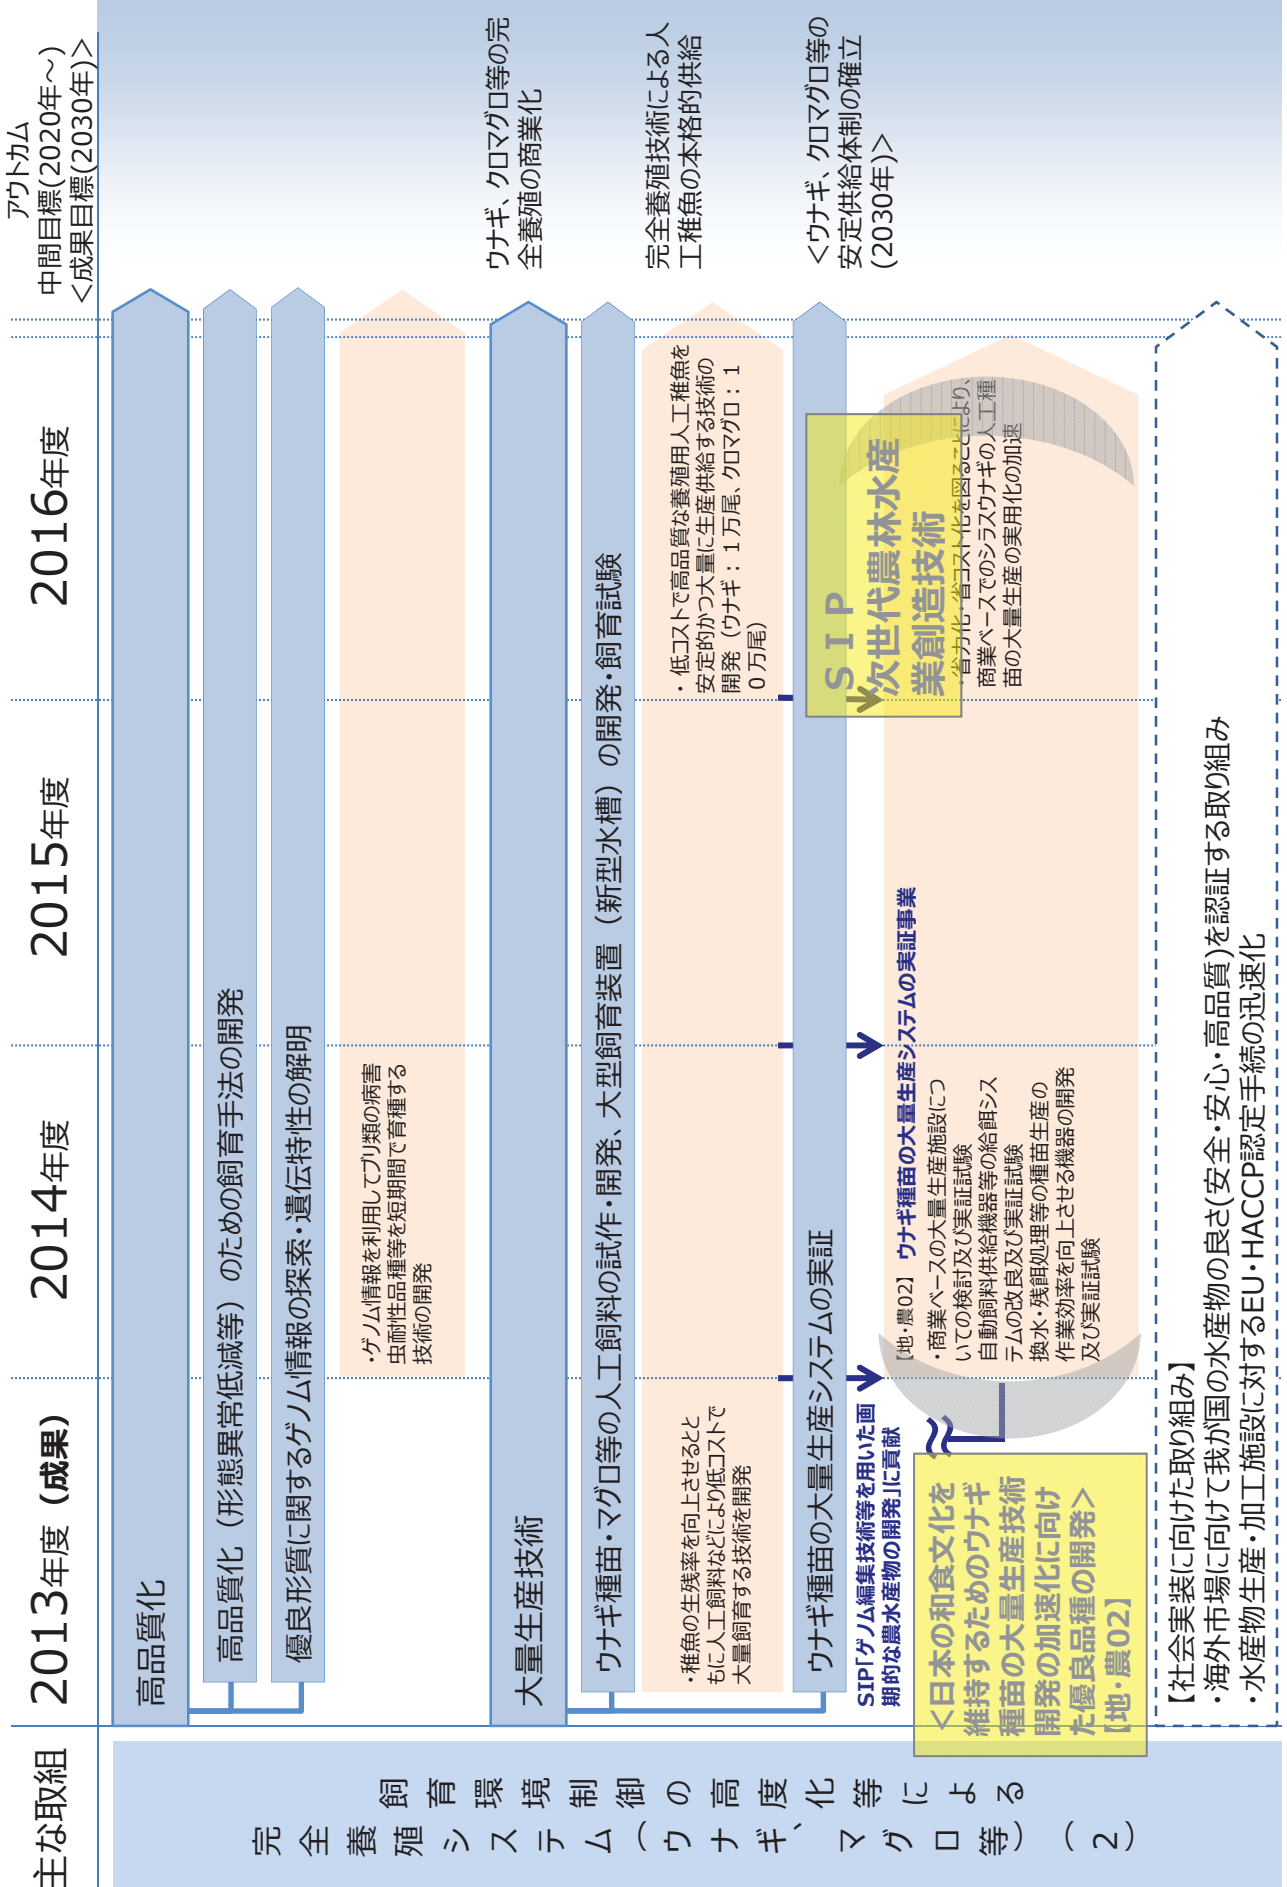 主な取組
2013年度（成果）
2014年度
2015年度
2016年度
アウトカム
中間目標(2020年～)
<成果目標(2030年)>
飼育環境制御の高度化等による
完全養殖システム（ウナギ、マグロ等）（２）
高品質化
高品質化（形態異常低減等）のための飼育手法の開発
優良形質に関するゲノム情報の探索・遺伝特性の解明
・ゲノム情報を利用してブリ類の病害
虫耐性品種等を短期間で育種する
技術の開発
大量生産技術
ウナギ種苗・マグロ等の人工飼料の試作・開発、大型飼育装置（新型水槽）の開発・飼育試験
・稚魚の生残率を向上させるとと
もに人工飼料などにより低コストで
大量飼育する技術を開発
・低コストで高品質な養殖用人工稚魚を
安定的かつ大量に生産供給する技術の
開発（ウナギ：１万尾、クロマグロ：１
０万尾）
ウナギ種苗の大量生産システムの実証
SIP「ゲノム編集技術等を用いた画
期的な農水産物の開発」に貢献
<日本の和食文化を
維持するためのウナギ
種苗の大量生産技術
開発の加速化に向け
た優良品種の開発>
【地・農02】
【地・農02】 ウナギ種苗の大量生産システムの実証事業
・商業ベースの大量生産施設につ
いての検討及び実証試験
自動飼料供給機器等の給餌シス
テムの改良及び実証試験
換水・残餌処理等の種苗生産の
作業効率を向上させる機器の開発
及び実証試験
ＳＩＰ
次世代農林水産
業創造技術
・省力化・省コスト化を図ることにより、
商業ベースでのシラスウナギの人工種
苗の大量生産の実用化の加速
ウナギ、クロマグロ等の完
全養殖の商業化
完全養殖技術による人
工稚魚の本格的供給
<ウナギ、クロマグロ等の
安定供給体制の確立
(2030年)>
【社会実装に向けた取り組み】
・海外市場に向けて我が国の水産物の良さ(安全・安心・高品質)を認証する取り組み
・水産物生産・加工施設に対するEU・HACCP認定手続の迅速化